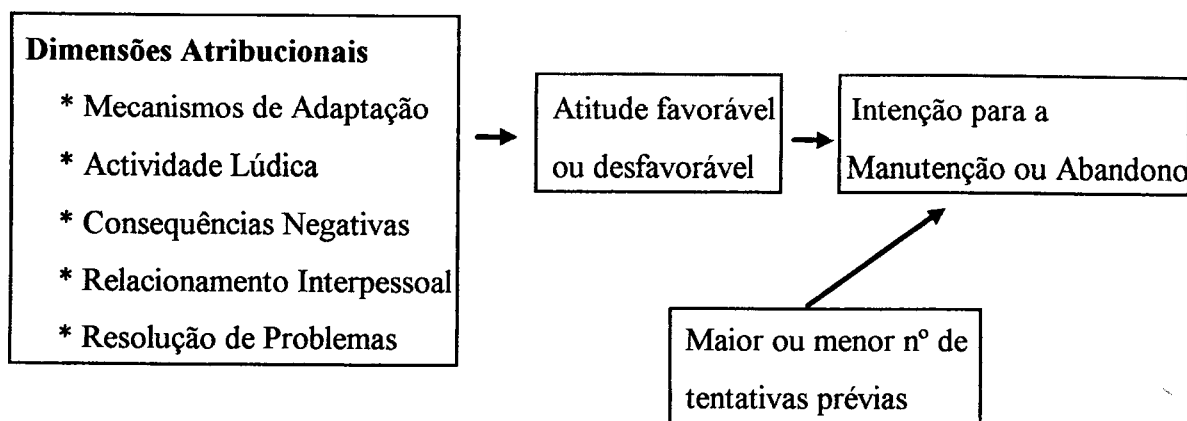 Dimensões Atribucionais
* Mecanismos de Adaptação
* Actividade Lúdica
* Consequências Negativas
* Relacionamento Interpessoal
* Resolução de Problemas
Atitude favorável
ou desfavorável
Intenção para a
Manutenção ou Abandono
Maior ou menor nº de
tentativas prévias